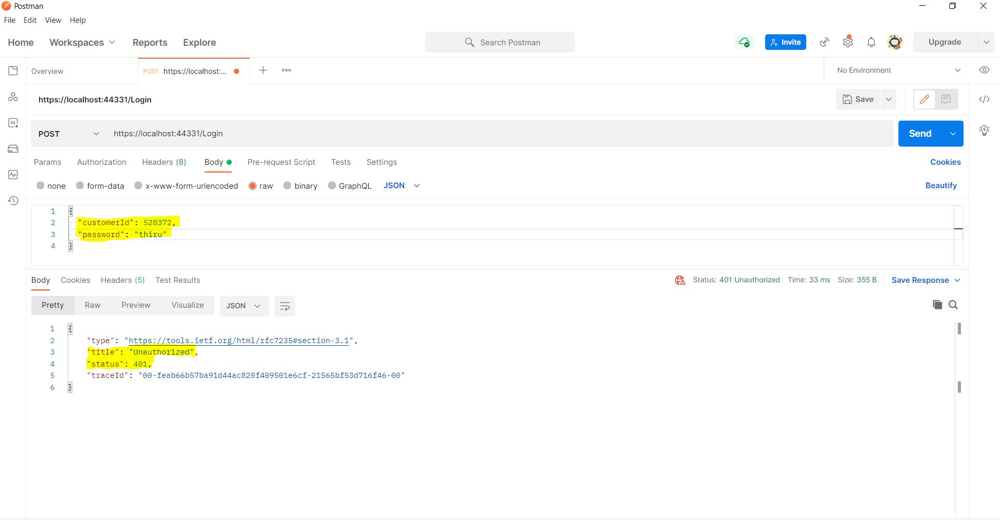 Postman
File Edit View Help
Home Workspaces Reports Explore Search Postman Invite Upgrade
Overview POST https://localhost:... No Environment
https://localhost:44331/Login Save
POST https://localhost:44331/Login Send
Params Authorization Headers (8) Body Pre-request Script Tests Settings Cookies
none form-data x-www-form-urlencoded raw binary GraphQL JSON Beautify
1 {
2 "customerId": 528372,
3 "password": "thiru"
4 }
Body Cookies Headers (5) Test Results Status: 401 Unauthorized Time: 33 ms Size: 355 B Save Response
Pretty Raw Preview Visualize JSON
1 {
2 "type": "https://tools.ietf.org/html/rfc7235#section-3.1",
3 "title": "Unauthorized",
4 "status": 401,
5 "traceId": "00-feab66b57ba91d44ac820f409501e6cf-21565bf53d716f46-00"
6 }